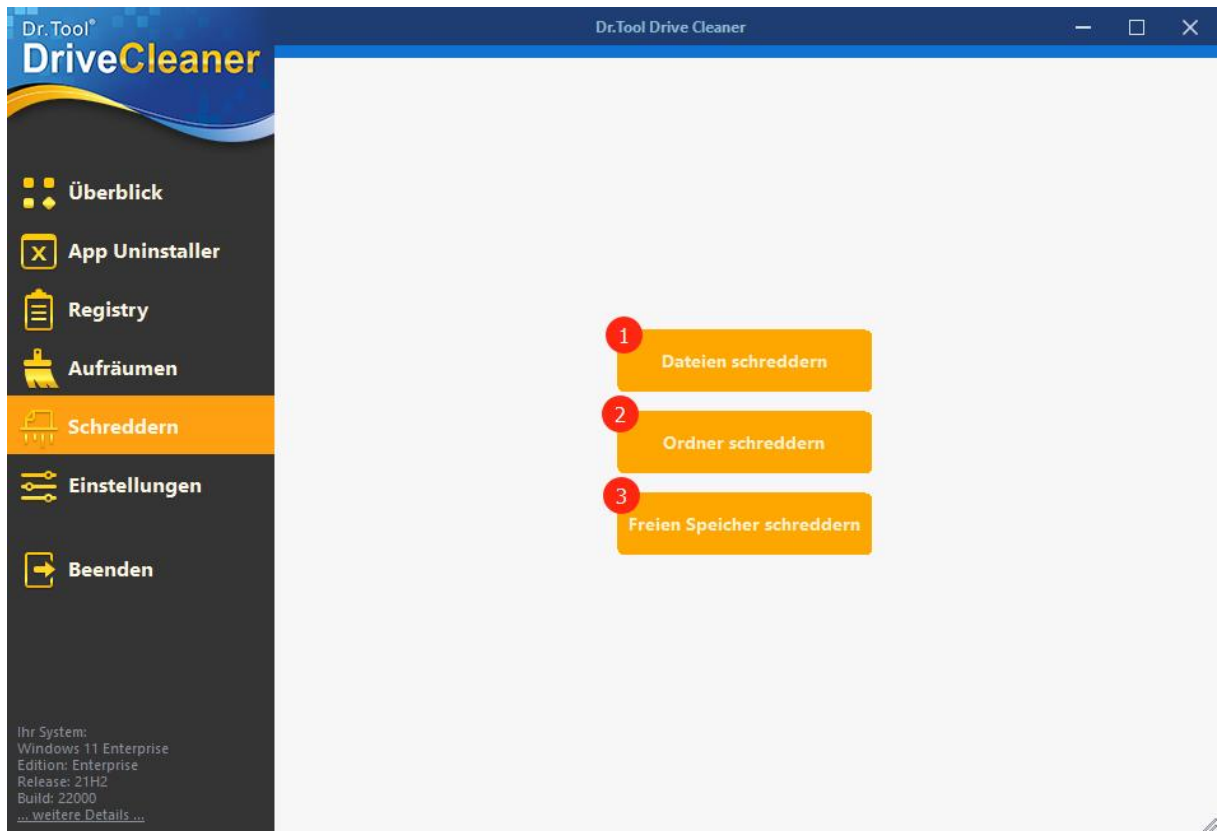 Dr.Tool®
DriveCleaner
Dr.Tool Drive Cleaner
Überblick
App Uninstaller
Registry
Aufräumen
Schreddern
Einstellungen
Beenden
1
Dateien schreddern
2
Ordner schreddern
3
Freien Speicher schreddern
Ihr System:
Windows 11 Enterprise
Edition: Enterprise
Release: 21H2
Build: 22000
... weitere Details ...